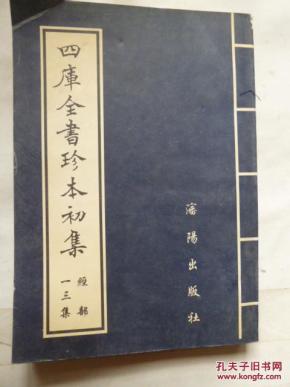 四庫全書珍本初集
經部
一三集
瀋陽出版社
孔夫子旧书网